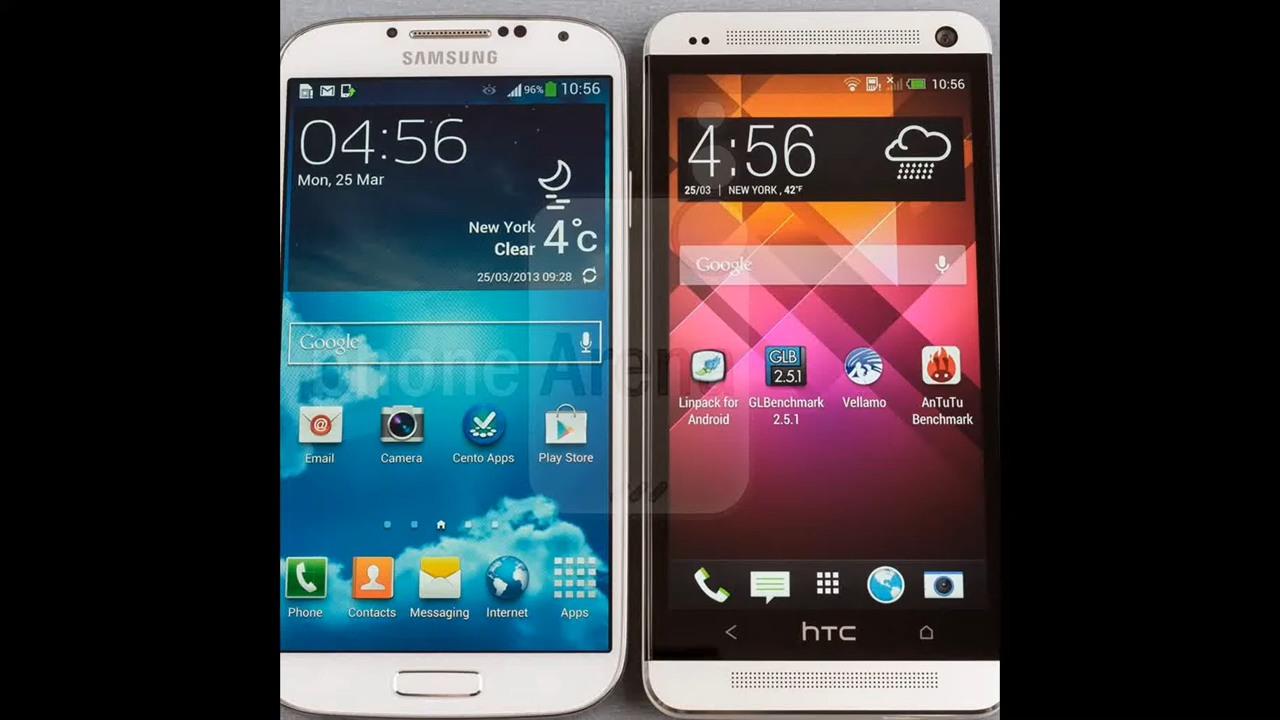 SAMSUNG
96% 10:56
04:56
Mon, 25 Mar
New York
Clear
4°C
25/03/2013 09:28
Google
Email
Camera
Cento Apps
Play Store
Phone
Contacts
Messaging
Internet
Apps
10:56
4:56
25/03 | NEW YORK , 42°F
Google
GLB
2.5.1
Linpack for
Android
GLBenchmark
2.5.1
Vellamo
AnTuTu
Benchmark
hTC
phone Arena